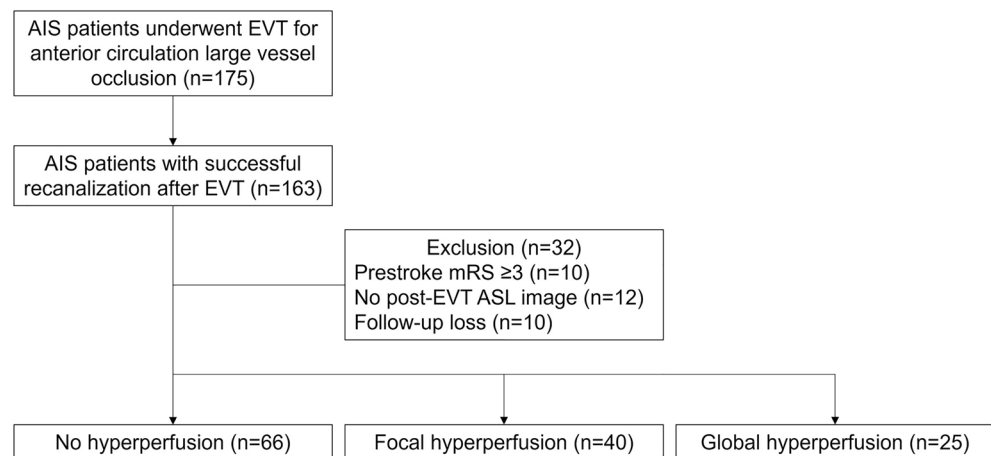 AIS patients underwent EVT for
anterior circulation large vessel
occlusion (n=175)
AIS patients with successful
recanalization after EVT (n=163)
Exclusion (n=32)
Prestroke mRS ≥3 (n=10)
No post-EVT ASL image (n=12)
Follow-up loss (n=10)
No hyperperfusion (n=66)
Focal hyperperfusion (n=40)
Global hyperperfusion (n=25)